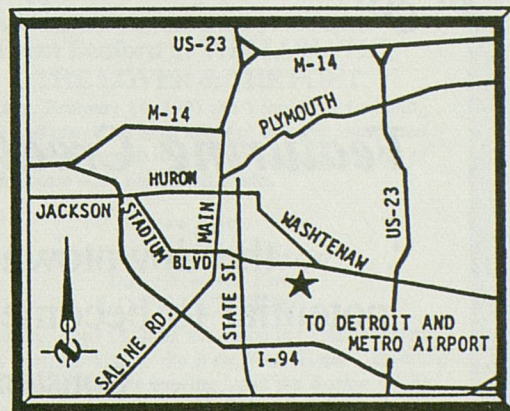 US-23
M-14
M-14
PLYMOUTH
HURON
JACKSON
STADIUM
BLVD
MAIN
STATE ST.
WASHTENAW
US-23
SALINE RD.
TO DETROIT AND
METRO AIRPORT
I-94
N